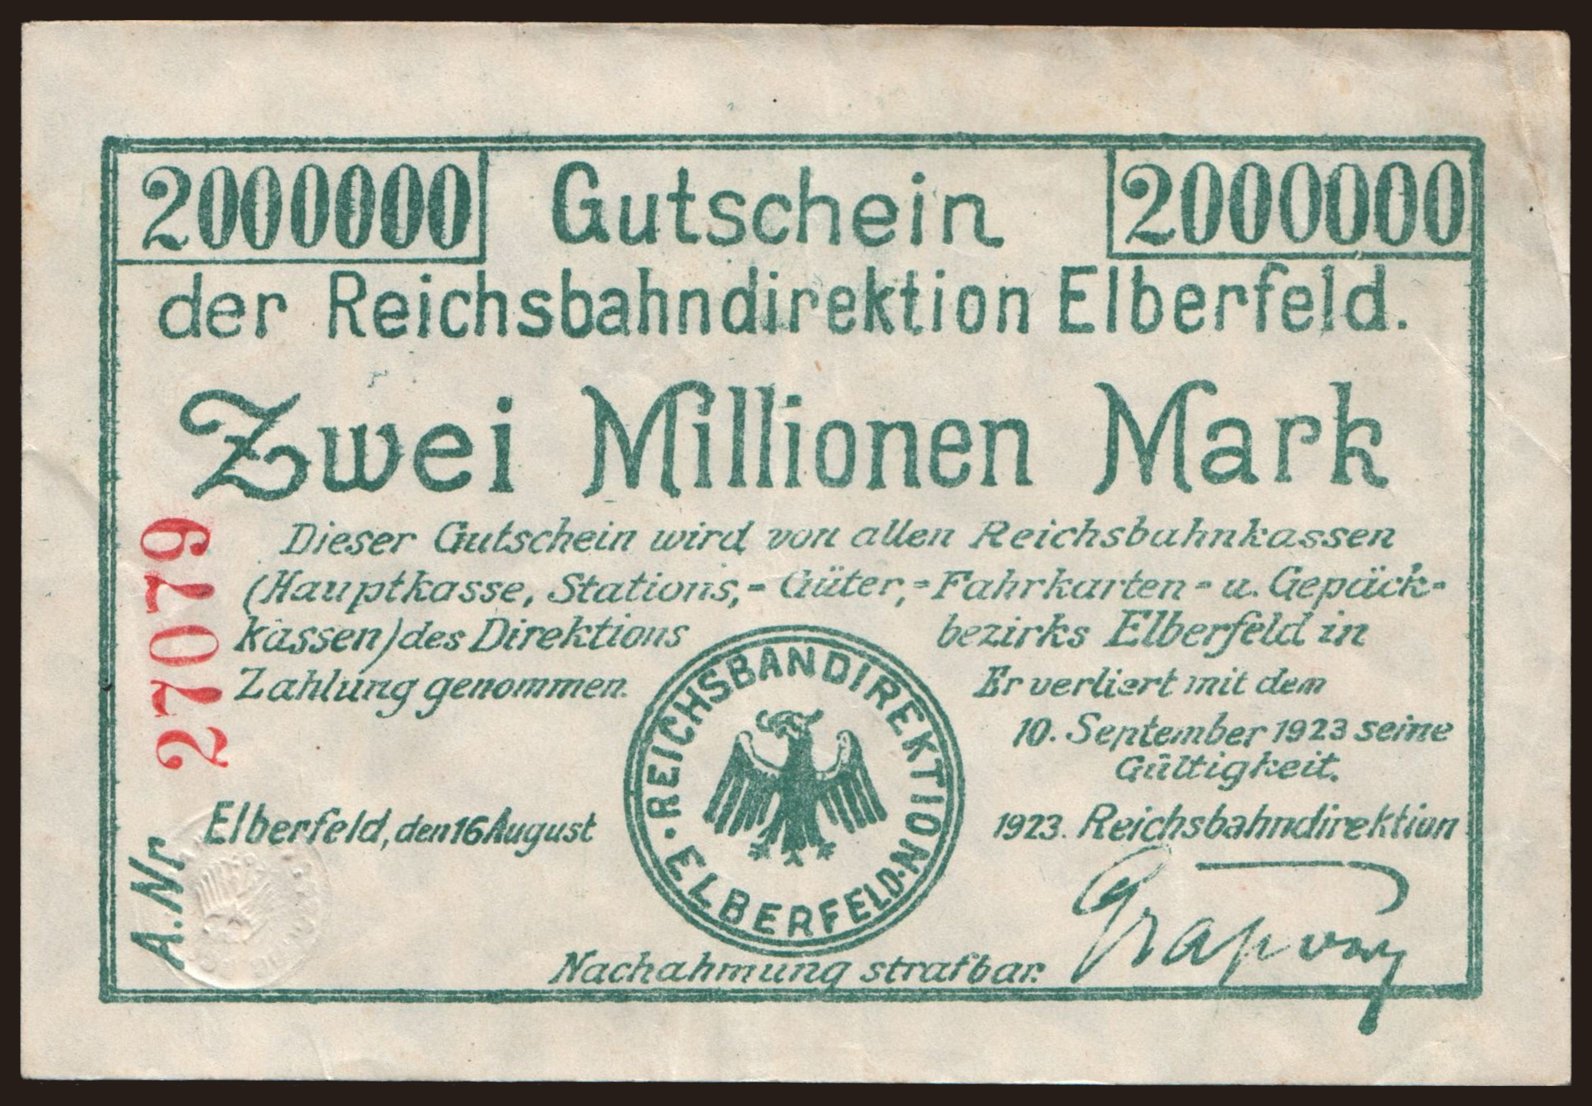 2000000 Gutschein 2000000
der Reichsbahndirektion Elberfeld.
Zwei Millionen Mark
Dieser Gutschein wird von allen Reichsbahnkassen
(Hauptkasse, Stations,- Güter,-Fahrkarten- u. Gepäck-
kassen) des Direktions bezirks Elberfeld in
Zahlung genommen. Er verliert mit dem
10. September 1923 seine
Gültigkeit.
Elberfeld, den 16 August 1923. Reichsbahndirektion
REICHSBANDIREKTION
ELBERFELD-N
Nachahmung strafbar.
A.Nr 27079